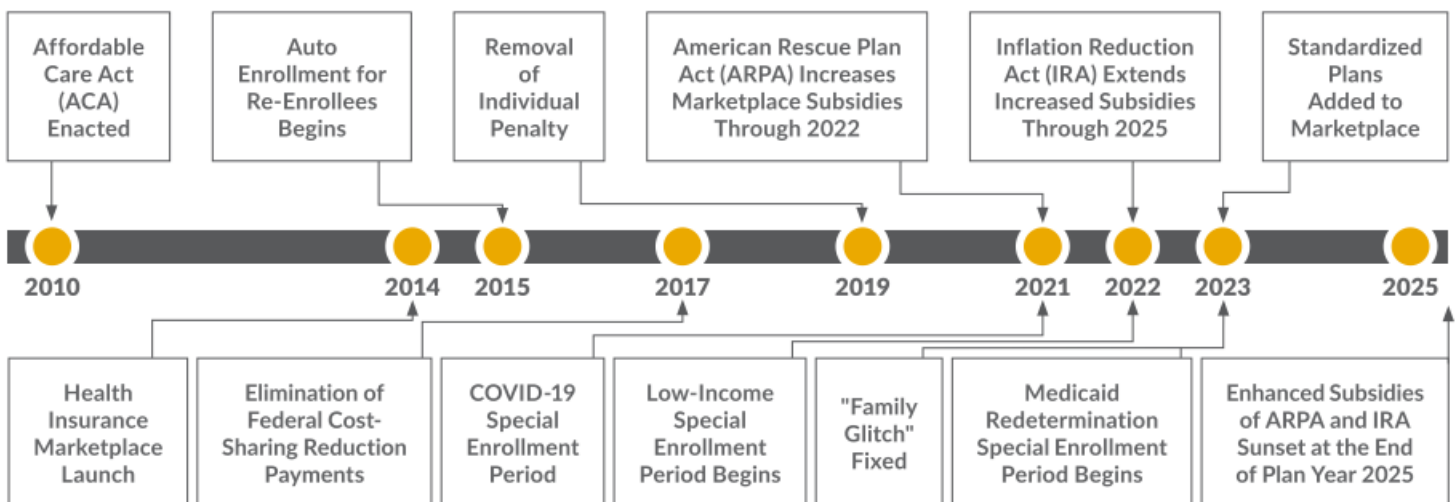 Affordable
Care Act
(ACA)
Enacted
Auto
Enrollment for
Re-Enrollees
Begins
Removal
of
Individual
Penalty
American Rescue Plan
Act (ARPA) Increases
Marketplace Subsidies
Through 2022
Inflation Reduction
Act (IRA) Extends
Increased Subsidies
Through 2025
Standardized
Plans
Added to
Marketplace
2010
2014
2015
2017
2019
2021
2022
2023
2025
Health
Insurance
Marketplace
Launch
Elimination of
Federal Cost-
Sharing Reduction
Payments
COVID-19
Special
Enrollment
Period
Low-Income
Special
Enrollment
Period Begins
"Family
Glitch"
Fixed
Medicaid
Redetermination
Special Enrollment
Period Begins
Enhanced Subsidies
of ARPA and IRA
Sunset at the End
of Plan Year 2025